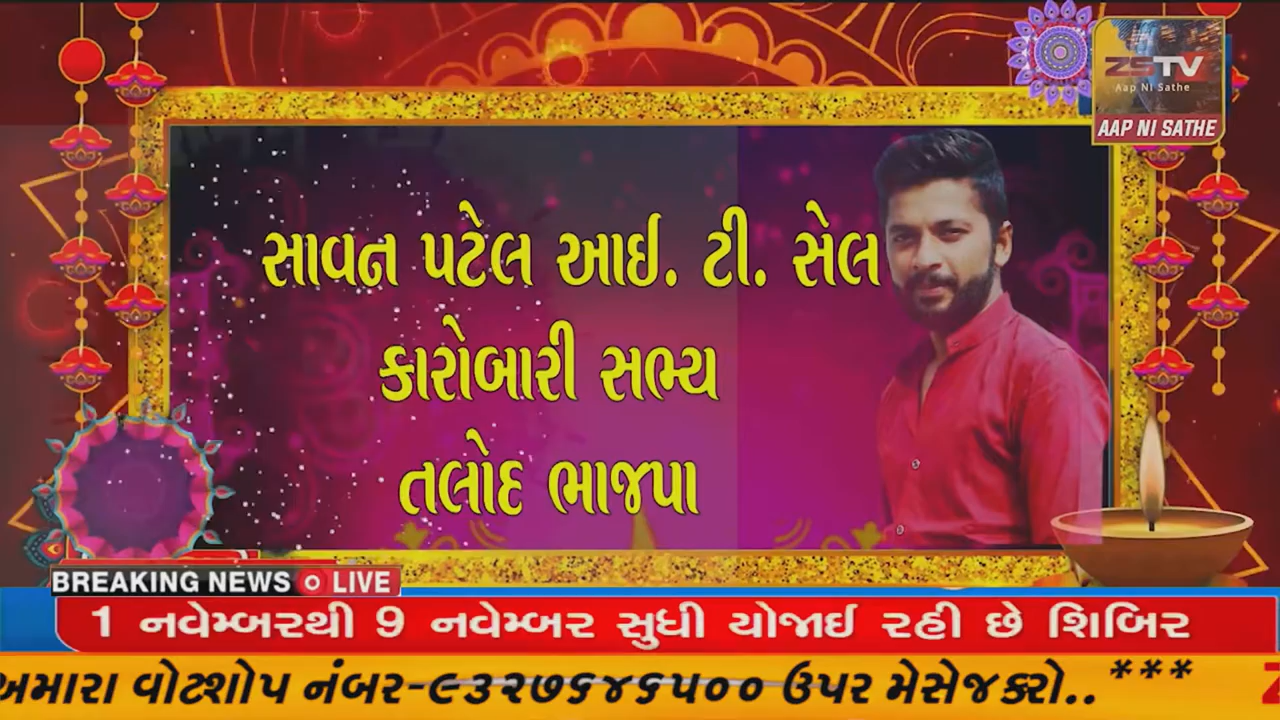 ZSTV
Aap Ni Sathe
AAP NI SATHE
સાવન પટેલ આઈ. ટી. સેલ
કારોબારી સભ્ય
તલોદ ભાજપા
BREAKING NEWS LIVE
1 નવેમ્બરથી 9 નવેમ્બર સુધી યોજાઈ રહી છે શિબિર
અમારા વોટશોપ નંબર-૯૩૨૭૬૪૬૫૦૦ ઉપર મેસેજ કરો.. ***